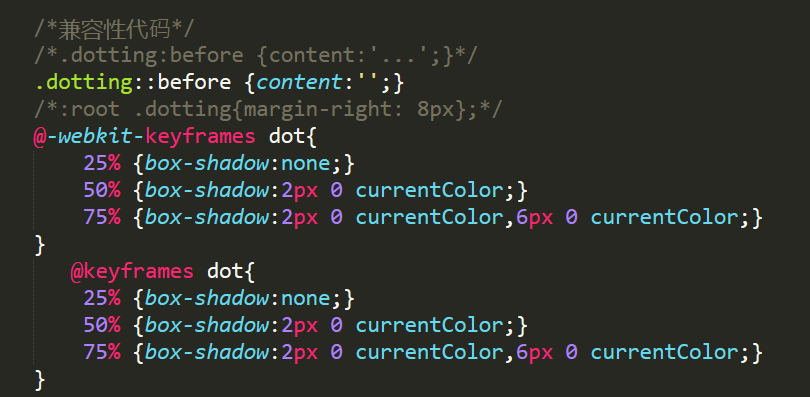 /*兼容性代码*/
/*.dotting:before {content:'...';}*/
.dotting::before {content:'';}
/*:root .dotting{margin-right: 8px};*/
@-webkit-keyframes dot{
25% {box-shadow:none;}
50% {box-shadow:2px 0 currentColor;}
75% {box-shadow:2px 0 currentColor,6px 0 currentColor;}
}
@keyframes dot{
25% {box-shadow:none;}
50% {box-shadow:2px 0 currentColor;}
75% {box-shadow:2px 0 currentColor,6px 0 currentColor;}
}